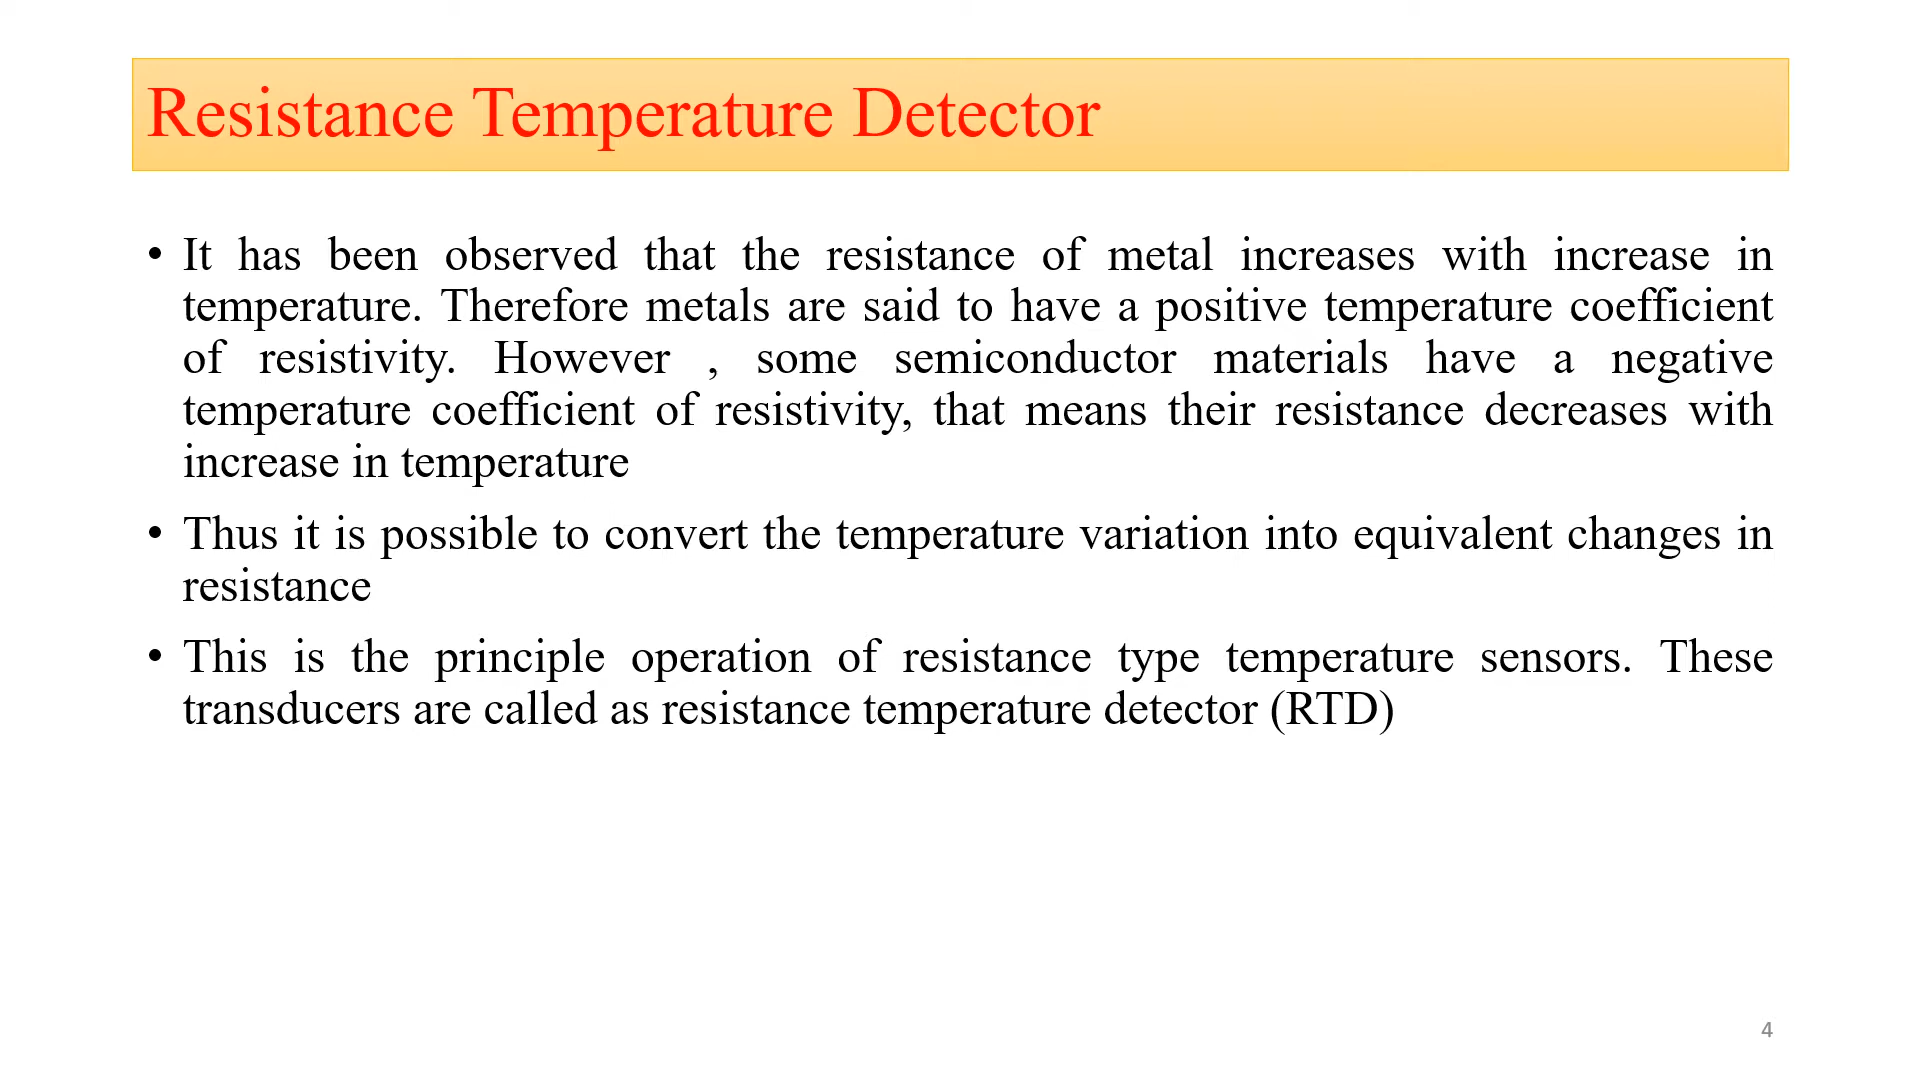 Resistance Temperature Detector
• It has been observed that the resistance of metal increases with increase in
temperature. Therefore metals are said to have a positive temperature coefficient
of resistivity. However , some semiconductor materials have a negative
temperature coefficient of resistivity, that means their resistance decreases with
increase in temperature
• Thus it is possible to convert the temperature variation into equivalent changes in
resistance
• This is the principle operation of resistance type temperature sensors. These
transducers are called as resistance temperature detector (RTD)
4